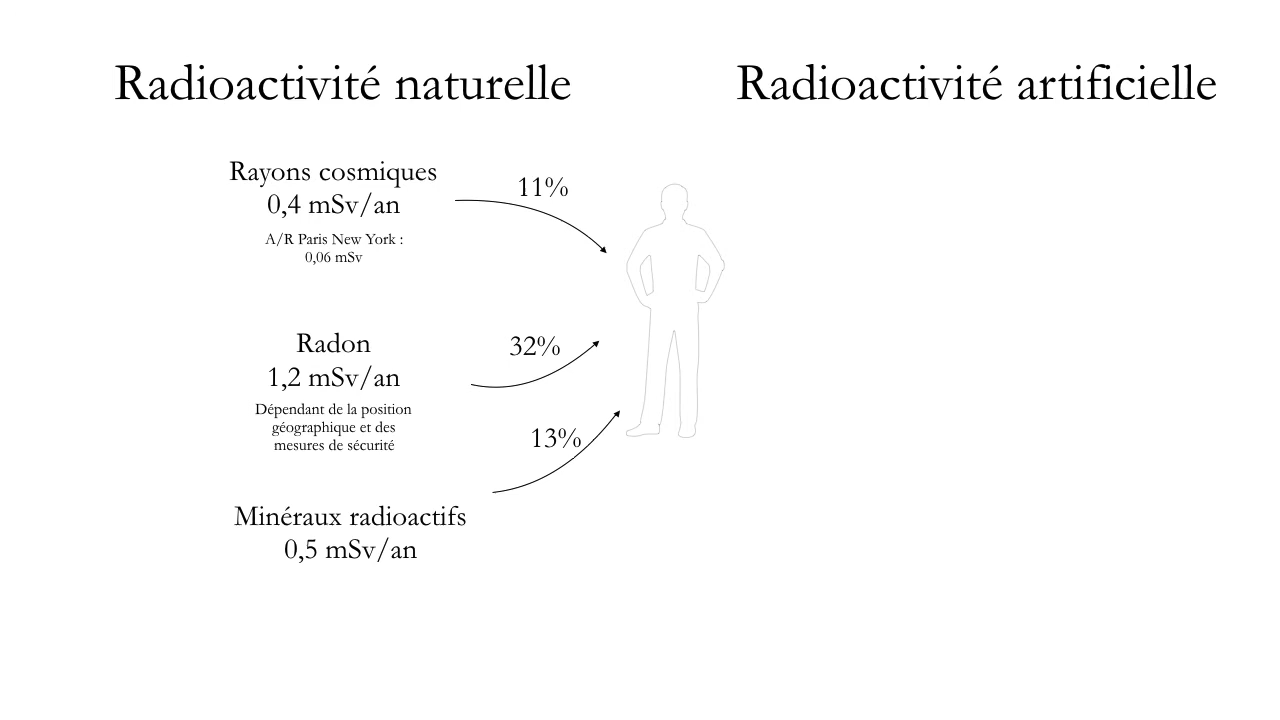 Radioactivité naturelle
Radioactivité artificielle
Rayons cosmiques
0,4 mSv/an
A/R Paris New York :
0,06 mSv
11%
Radon
1,2 mSv/an
Dépendant de la position
géographique et des
mesures de sécurité
32%
13%
Minéraux radioactifs
0,5 mSv/an